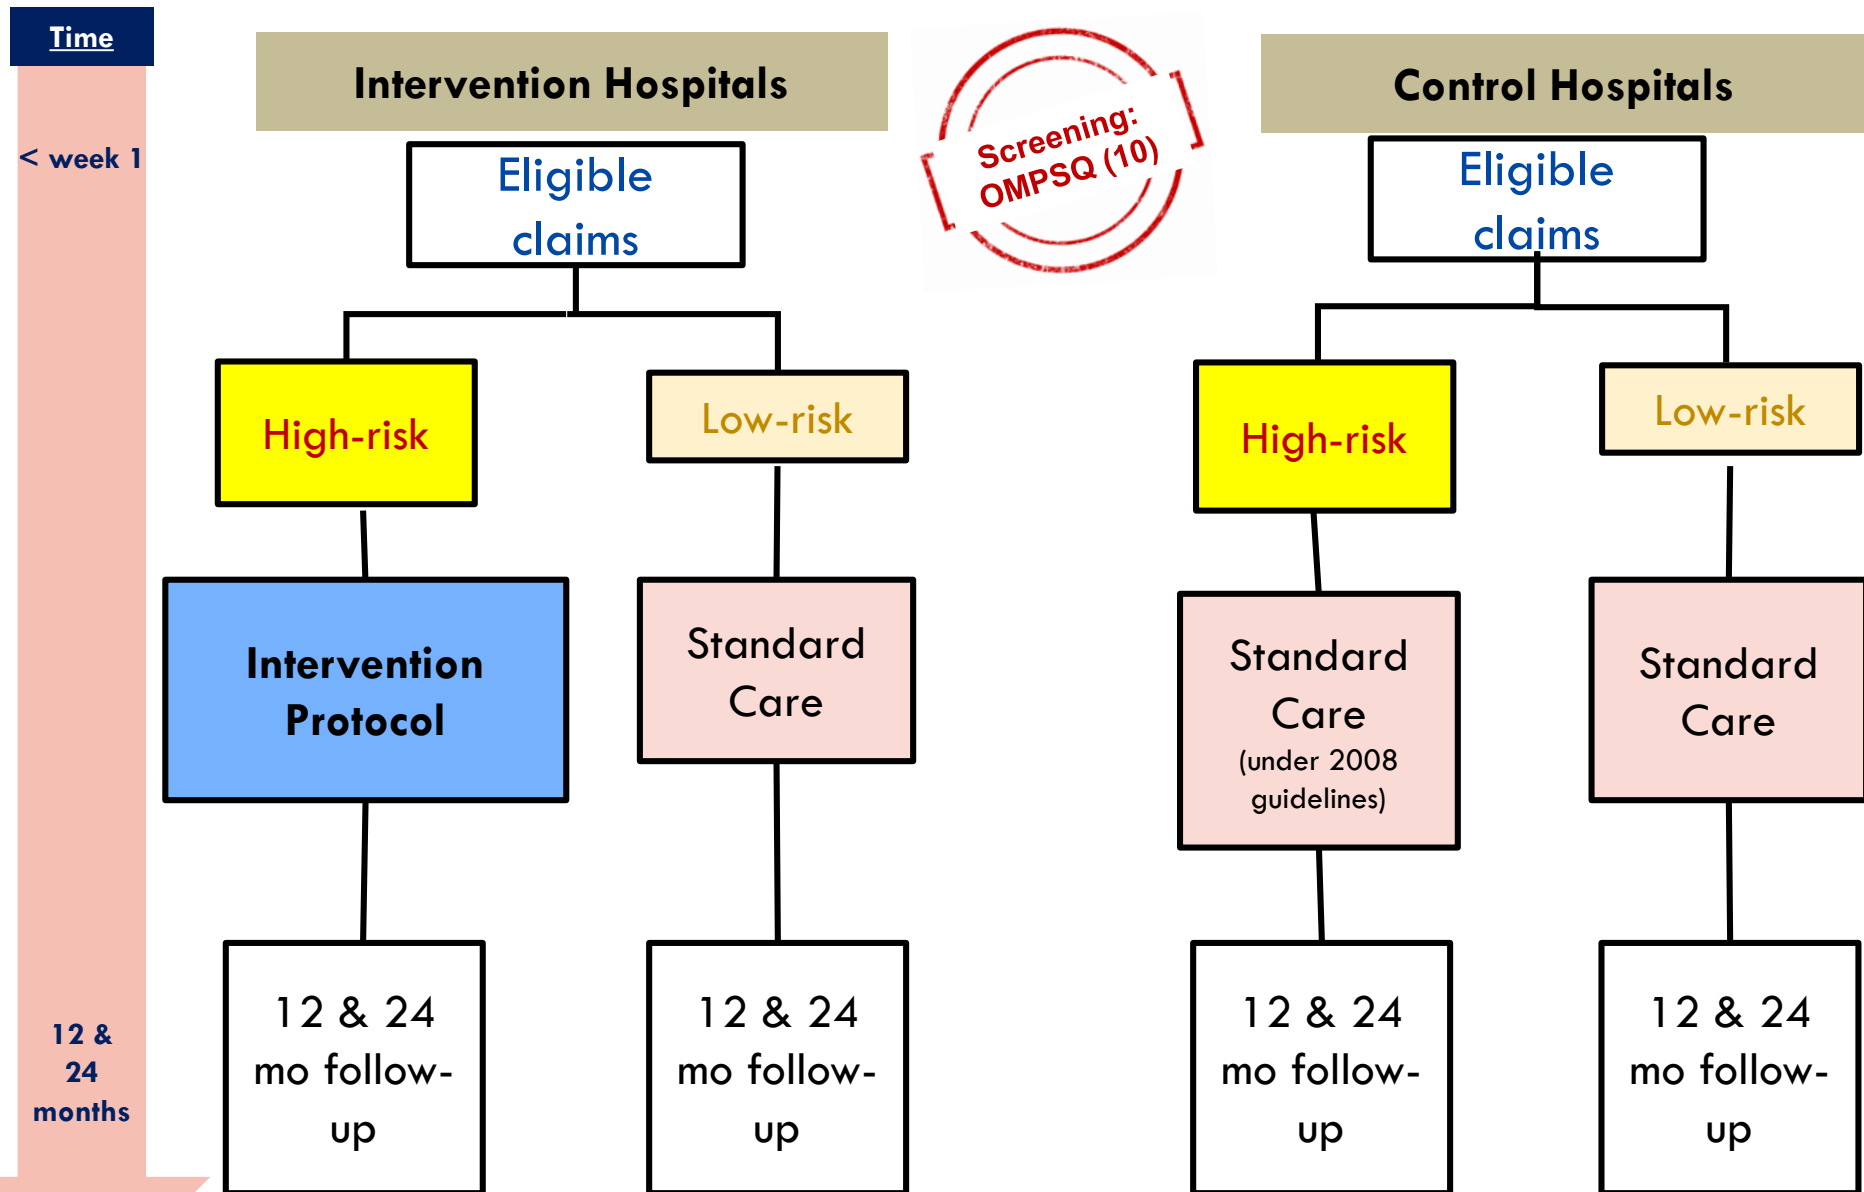 Time
Intervention Hospitals
Screening:
OMPSQ (10)
Control Hospitals
< week 1
Eligible
claims
Eligible
claims
High-risk
Low-risk
High-risk
Low-risk
Intervention
Protocol
Standard
Care
Standard
Care
(under 2008
guidelines)
Standard
Care
12 &
24
months
12 & 24
mo follow-
up
12 & 24
mo follow-
up
12 & 24
mo follow-
up
12 & 24
mo follow-
up